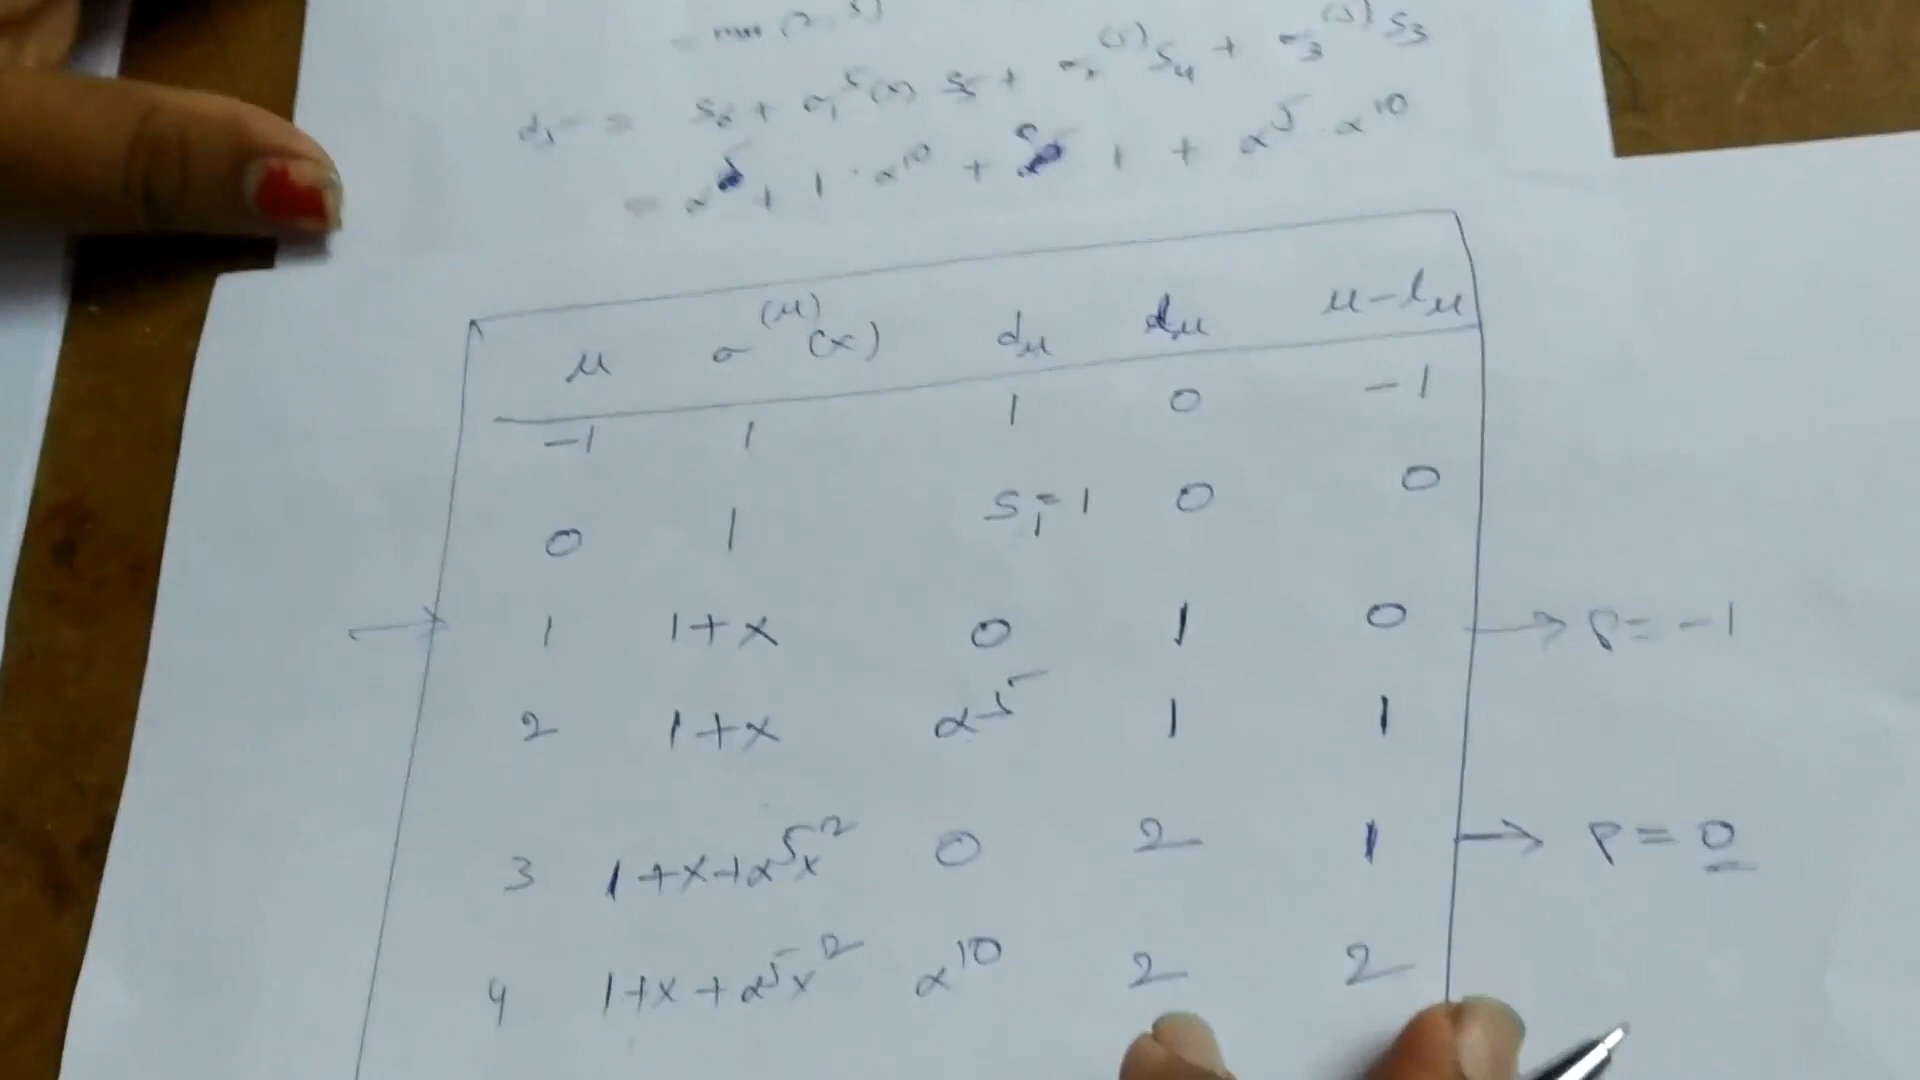 d₅ = S₆ + σ₁⁵(x) S₅ + σ₂⁽⁵⁾ S₄ + σ₃⁽⁵⁾ S₃
= α⁵ + 1 · α¹⁰ + 1 + α⁵ · α¹⁰
μ σ⁽ᵘ⁾(x) dμ lμ μ-lμ
-1 1 1 0 -1
0 1 S₁=1 0 0
→ 1 1+x 0 1 0 → ρ = -1
2 1+x α⁵ 1 1
3 1+x+α⁵x² 0 2 1 → ρ = 0
4 1+x+α⁵x² α¹⁰ 2 2